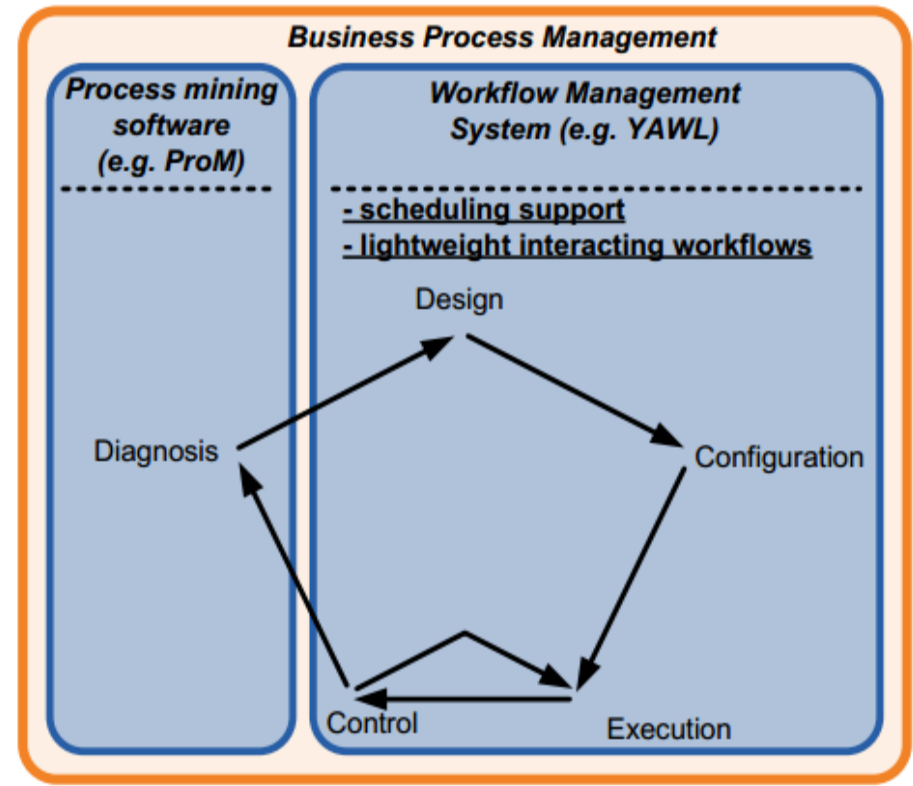 Business Process Management
Process mining
software
(e.g. ProM)
Workflow Management
System (e.g. YAWL)
- scheduling support
- lightweight interacting workflows
Design
Diagnosis
Configuration
Control
Execution